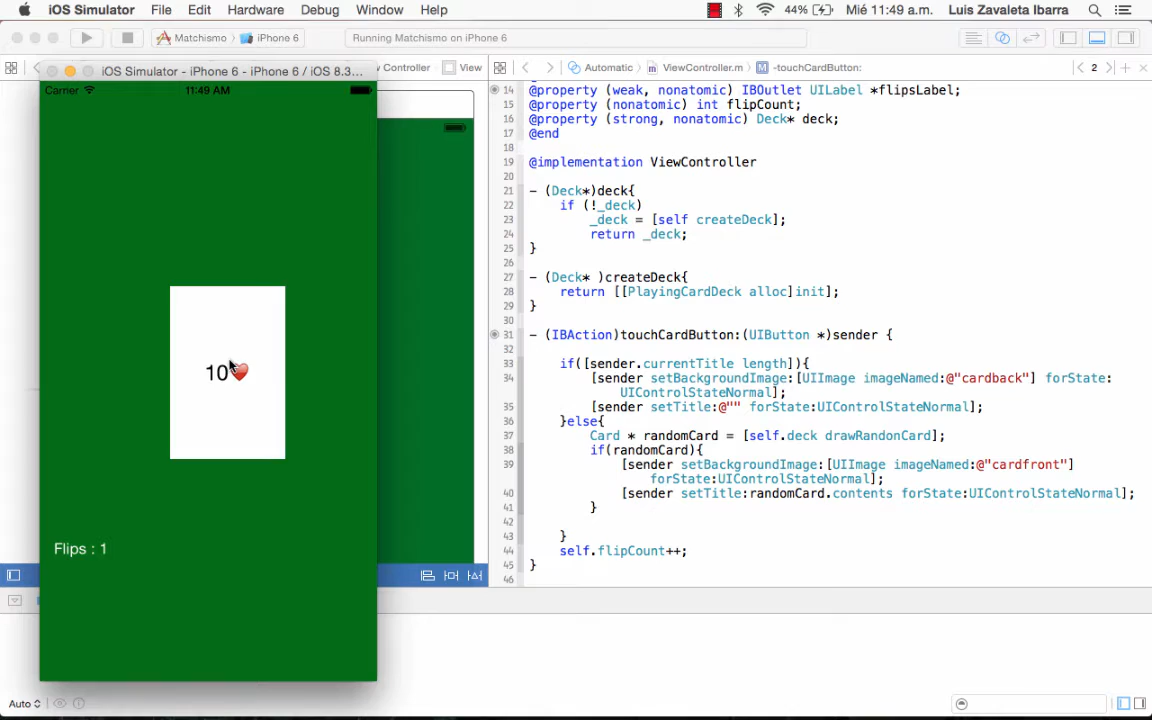 iOS Simulator File Edit Hardware Debug Window Help 44% Mié 11:49 a.m. Luis Zavaleta Ibarra
Matchismo iPhone 6 Running Matchismo on iPhone 6
iOS Simulator - iPhone 6 - iPhone 6 / iOS 8.3...
Controller View Automatic ViewController.m -touchCardButton: 2
Carrier 11:49 AM
10❤️
Flips : 1
14 @property (weak, nonatomic) IBOutlet UILabel *flipsLabel;
15 @property (nonatomic) int flipCount;
16 @property (strong, nonatomic) Deck* deck;
17 @end
18
19 @implementation ViewController
20
21 - (Deck*)deck{
22 if (!_deck)
23 _deck = [self createDeck];
24 return _deck;
25 }
26
27 - (Deck* )createDeck{
28 return [[PlayingCardDeck alloc]init];
29 }
30
31 - (IBAction)touchCardButton:(UIButton *)sender {
32
33 if([sender.currentTitle length]){
34 [sender setBackgroundImage:[UIImage imageNamed:@"cardback"] forState:
UIControlStateNormal];
35 [sender setTitle:@"" forState:UIControlStateNormal];
36 }else{
37 Card * randomCard = [self.deck drawRandonCard];
38 if(randomCard){
39 [sender setBackgroundImage:[UIImage imageNamed:@"cardfront"]
forState:UIControlStateNormal];
40 [sender setTitle:randomCard.contents forState:UIControlStateNormal];
41 }
42
43 }
44 self.flipCount++;
45 }
46
Auto